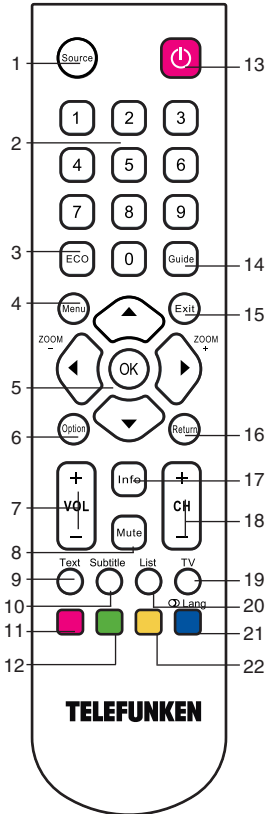 1 Source 13
1 2 3
2
4 5 6
7 8 9
3 ECO 0 Guide 14
4 Menu Exit 15
ZOOM − ZOOM +
5 OK
6 Option Return 16
+ Info + 17
7 VOL CH 18
− Mute −
8
Text Subtitle List TV
9 19
10 Lang 20
11 21
12 22
TELEFUNKEN